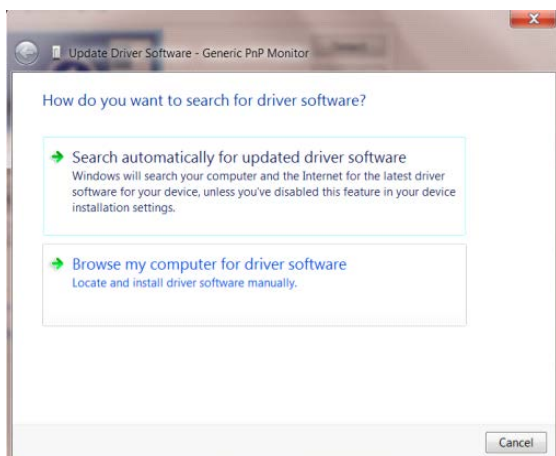 Update Driver Software - Generic PnP Monitor
How do you want to search for driver software?
Search automatically for updated driver software
Windows will search your computer and the Internet for the latest driver
software for your device, unless you've disabled this feature in your device
installation settings.
Browse my computer for driver software
Locate and install driver software manually.
Cancel